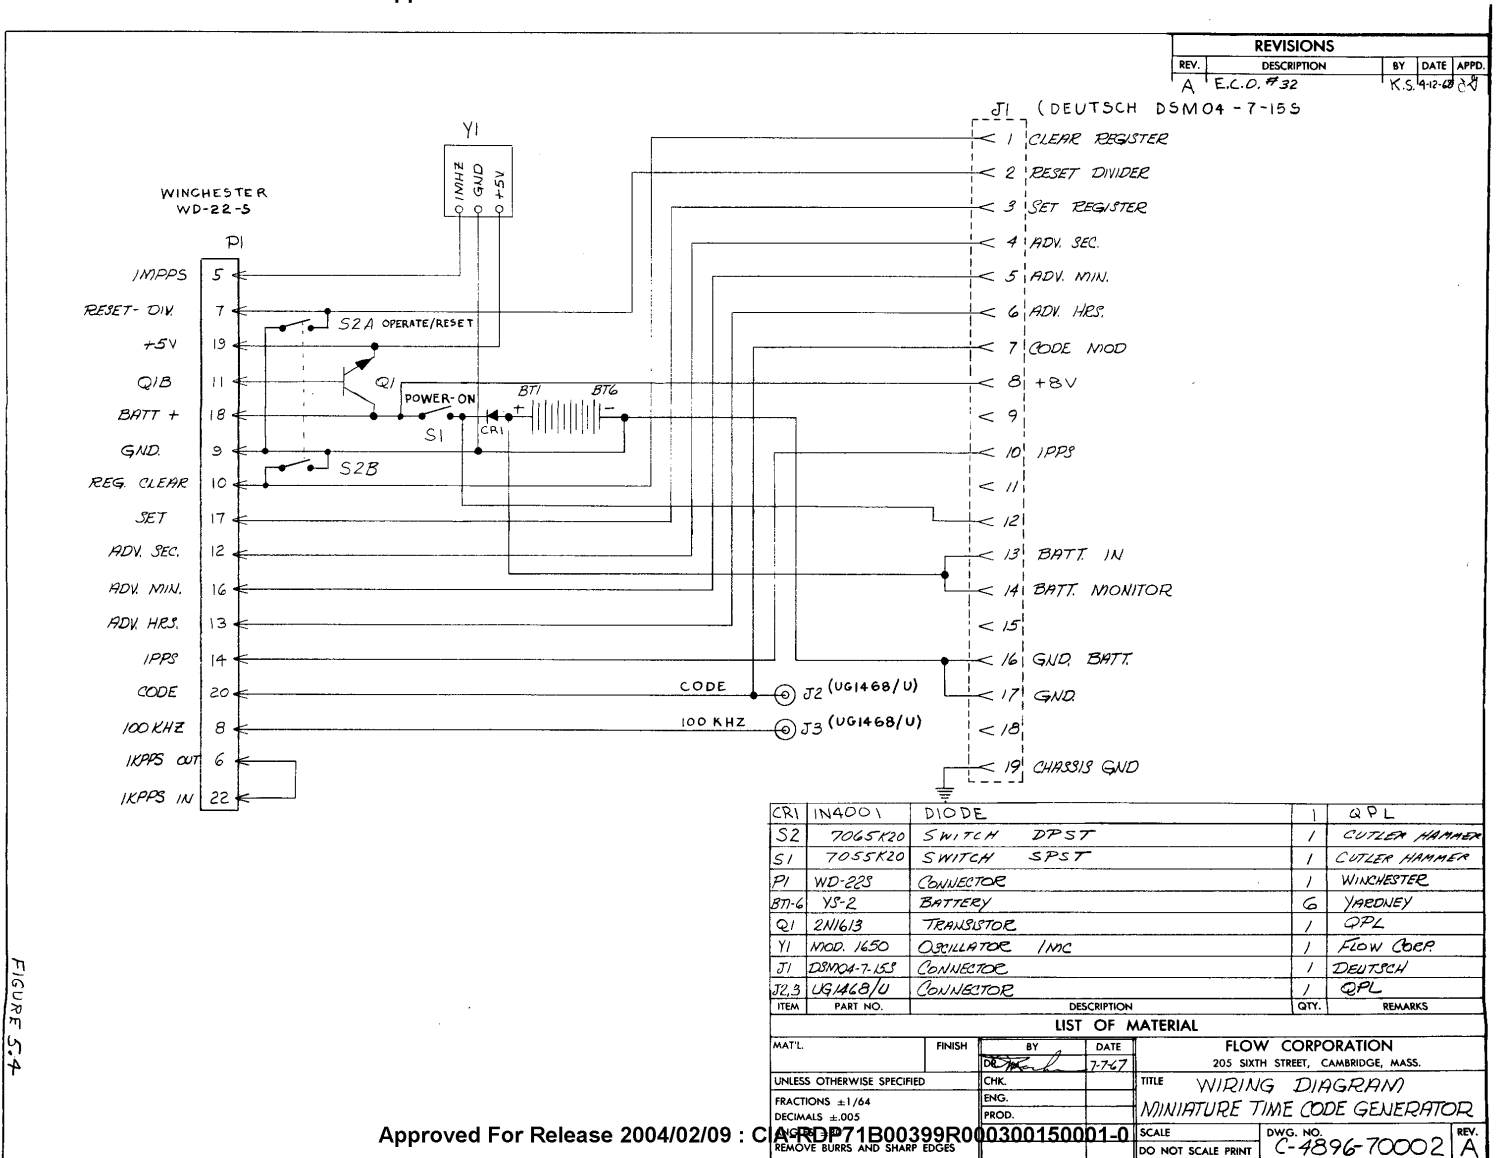 REVISIONS
REV. DESCRIPTION BY DATE APPD.
A E.C.O. #32 K.S. 4-12-68
J1 (DEUTSCH DSM04-7-15S
Y1
1MHZ GND +5V
WINCHESTER
WD-22-S
P1
1MPPS 5
RESET-DIV. 7
+5V 19
Q1B 11
BATT + 18
GND. 9
REG. CLEAR 10
SET 17
ADV. SEC. 12
ADV. MIN. 16
ADV. HRS. 13
1PPS 14
CODE 20
100KHZ 8
1KPPS OUT 6
1KPPS IN 22
S2A OPERATE/RESET
Q1
POWER-ON
S1
CR1
BT1 BT6
+ -
S2B
1 CLEAR REGISTER
2 RESET DIVIDER
3 SET REGISTER
4 ADV. SEC.
5 ADV. MIN.
6 ADV. HRS.
7 CODE MOD
8 +8V
9
10 1PPS
11
12
13 BATT. IN
14 BATT. MONITOR
15
16 GND. BATT.
17 GND.
18
19 CHASSIS GND
CODE J2 (UG1468/U)
100 KHZ J3 (UG1468/U)
CR1 1N4001 DIODE 1 QPL
S2 7065K20 SWITCH DPST 1 CUTLER HAMMER
S1 7055K20 SWITCH SPST 1 CUTLER HAMMER
P1 WD-22S CONNECTOR 1 WINCHESTER
BT1-6 YS-2 BATTERY 6 YARDNEY
Q1 2N1613 TRANSISTOR 1 QPL
Y1 MOD. 1650 OSCILLATOR 1MC 1 FLOW CORP.
J1 DSM04-7-15S CONNECTOR 1 DEUTSCH
J2,3 UG1468/U CONNECTOR 1 QPL
ITEM PART NO. DESCRIPTION QTY. REMARKS
LIST OF MATERIAL
MAT'L. FINISH BY DATE
DR. 7-7-67
CHK.
ENG.
PROD.
UNLESS OTHERWISE SPECIFIED
FRACTIONS ±1/64
DECIMALS ±.005
REMOVE BURRS AND SHARP EDGES
FLOW CORPORATION
205 SIXTH STREET, CAMBRIDGE, MASS.
TITLE WIRING DIAGRAM
MINIATURE TIME CODE GENERATOR
SCALE
DO NOT SCALE PRINT
DWG. NO.
C-4896-70002
REV.
A
FIGURE 5.4
Approved For Release 2004/02/09 : CIA-RDP71B00399R000300150001-0